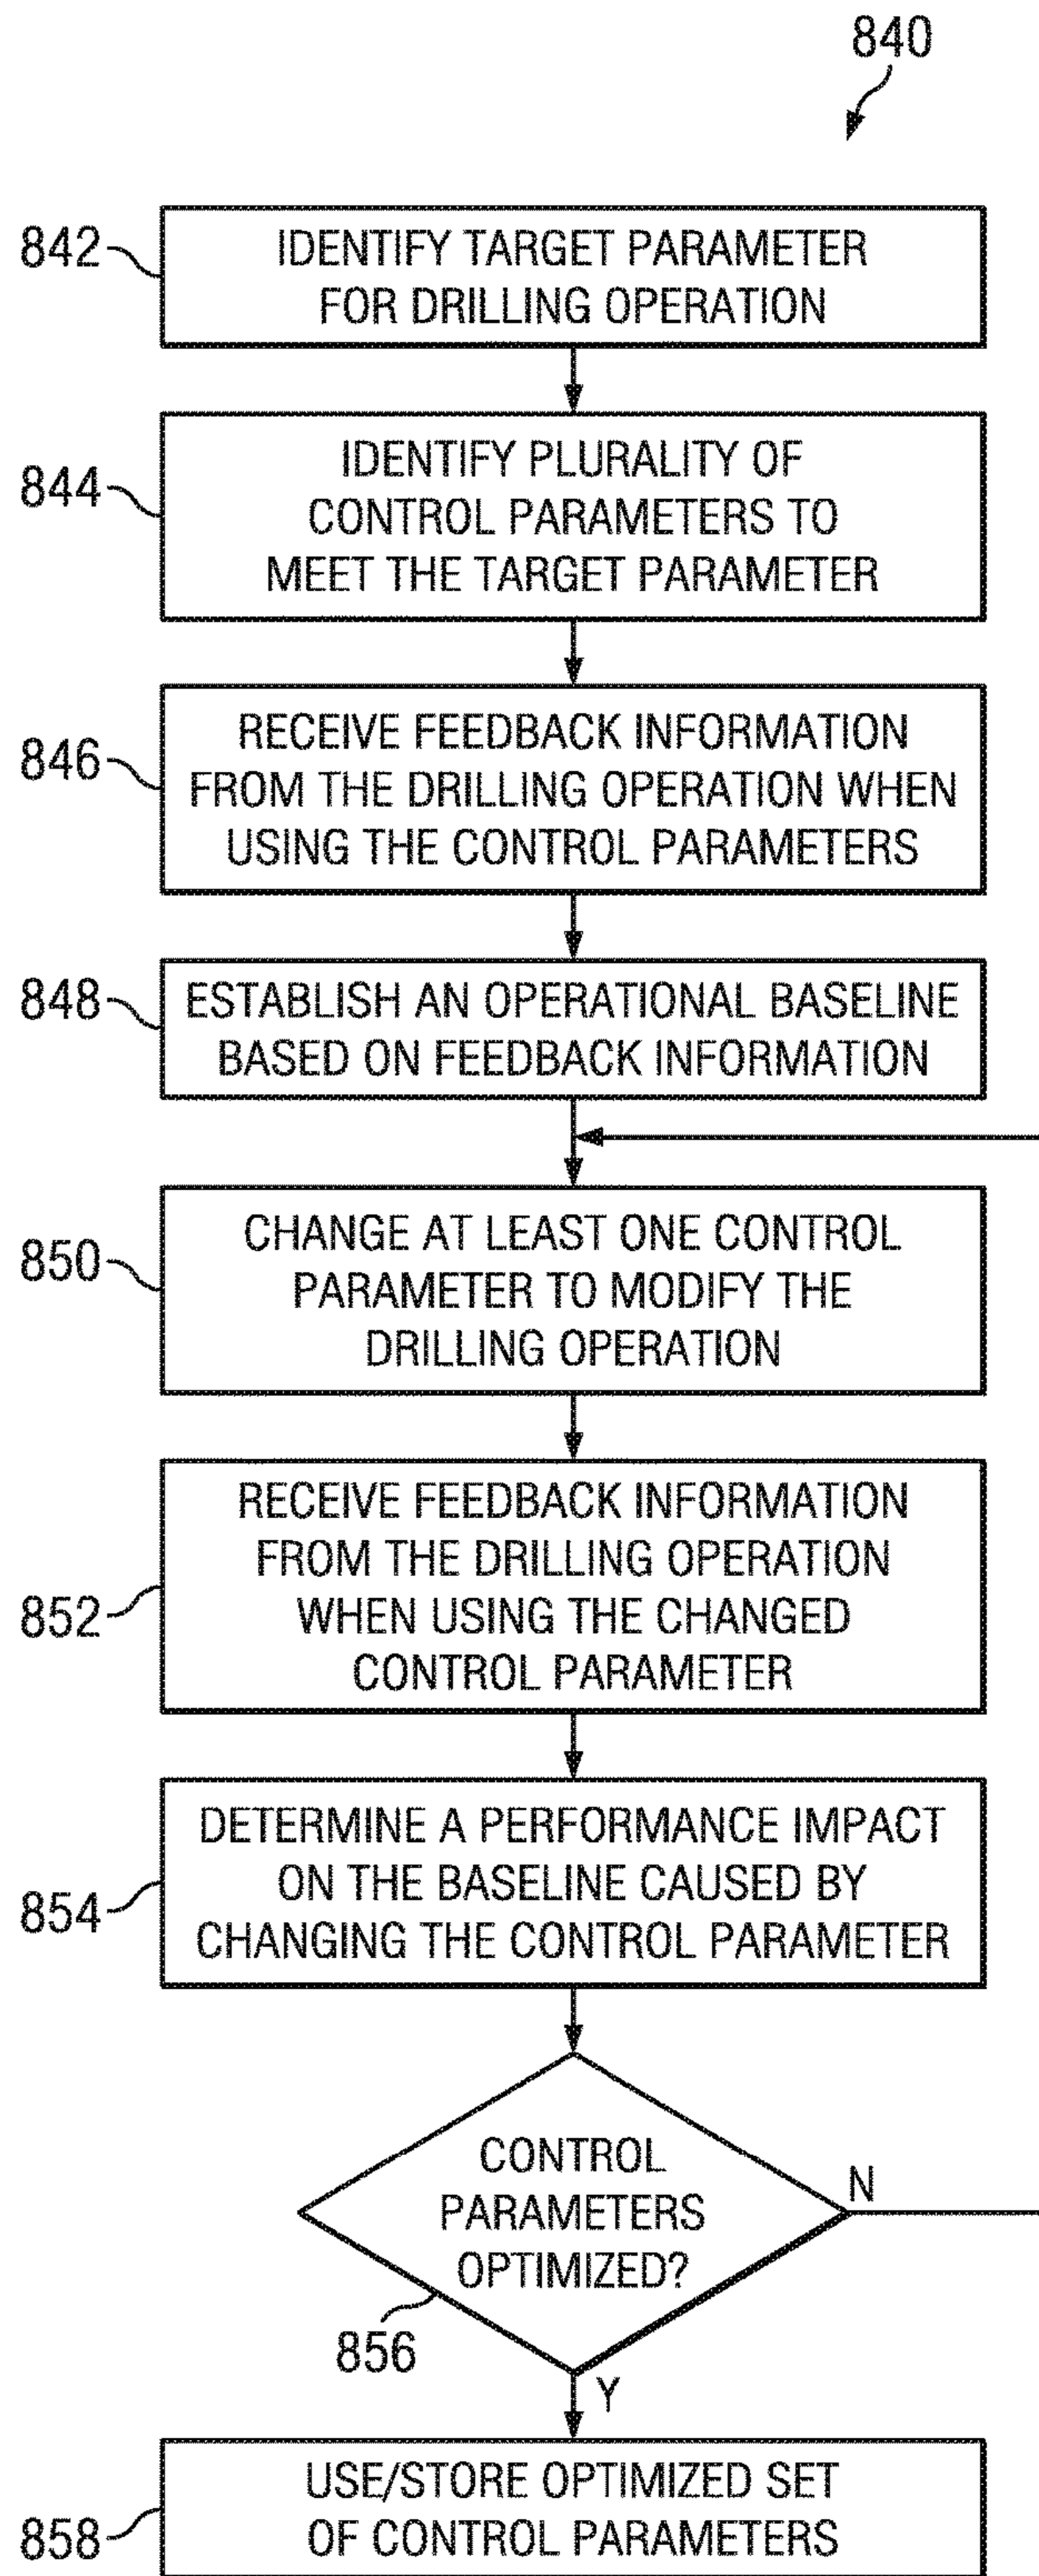 840
842
IDENTIFY TARGET PARAMETER
FOR DRILLING OPERATION
844
IDENTIFY PLURALITY OF
CONTROL PARAMETERS TO
MEET THE TARGET PARAMETER
846
RECEIVE FEEDBACK INFORMATION
FROM THE DRILLING OPERATION WHEN
USING THE CONTROL PARAMETERS
848
ESTABLISH AN OPERATIONAL BASELINE
BASED ON FEEDBACK INFORMATION
850
CHANGE AT LEAST ONE CONTROL
PARAMETER TO MODIFY THE
DRILLING OPERATION
852
RECEIVE FEEDBACK INFORMATION
FROM THE DRILLING OPERATION
WHEN USING THE CHANGED
CONTROL PARAMETER
854
DETERMINE A PERFORMANCE IMPACT
ON THE BASELINE CAUSED BY
CHANGING THE CONTROL PARAMETER
CONTROL
PARAMETERS
OPTIMIZED?
N
856
Y
858
USE/STORE OPTIMIZED SET
OF CONTROL PARAMETERS